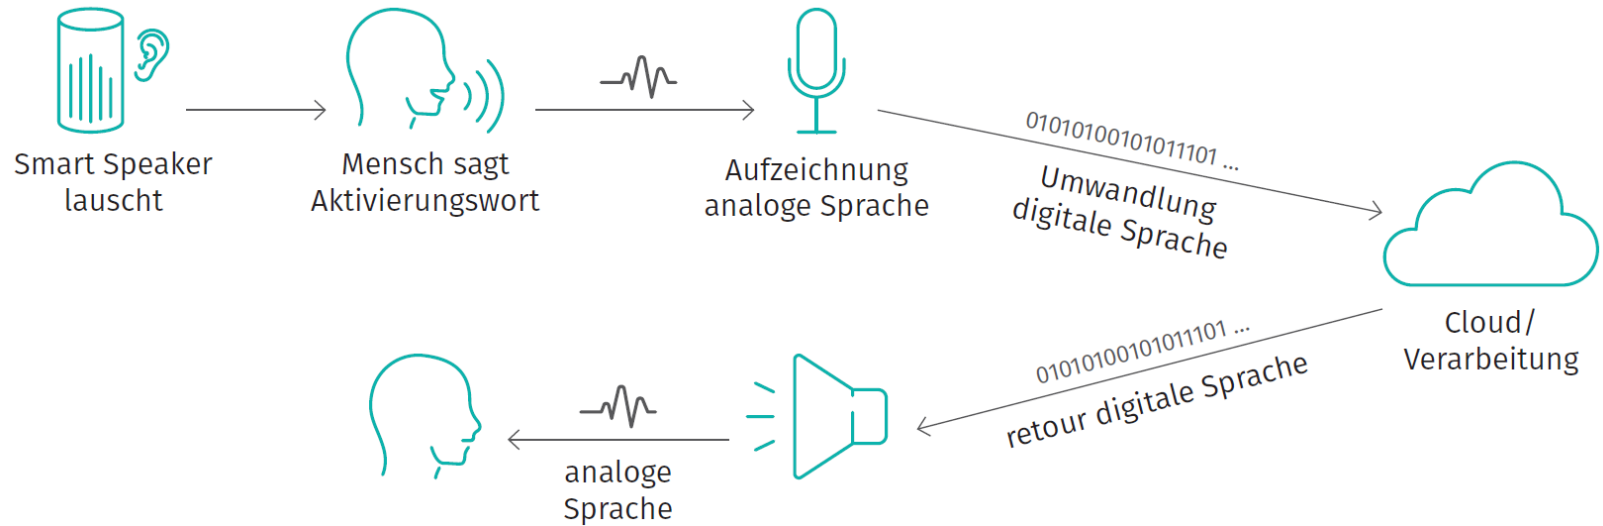 Smart Speaker
lauscht
Mensch sagt
Aktivierungswort
Aufzeichnung
analoge Sprache
01010100101011101 ...
Umwandlung
digitale Sprache
Cloud/
Verarbeitung
01010100101011101 ...
retour digitale Sprache
analoge
Sprache